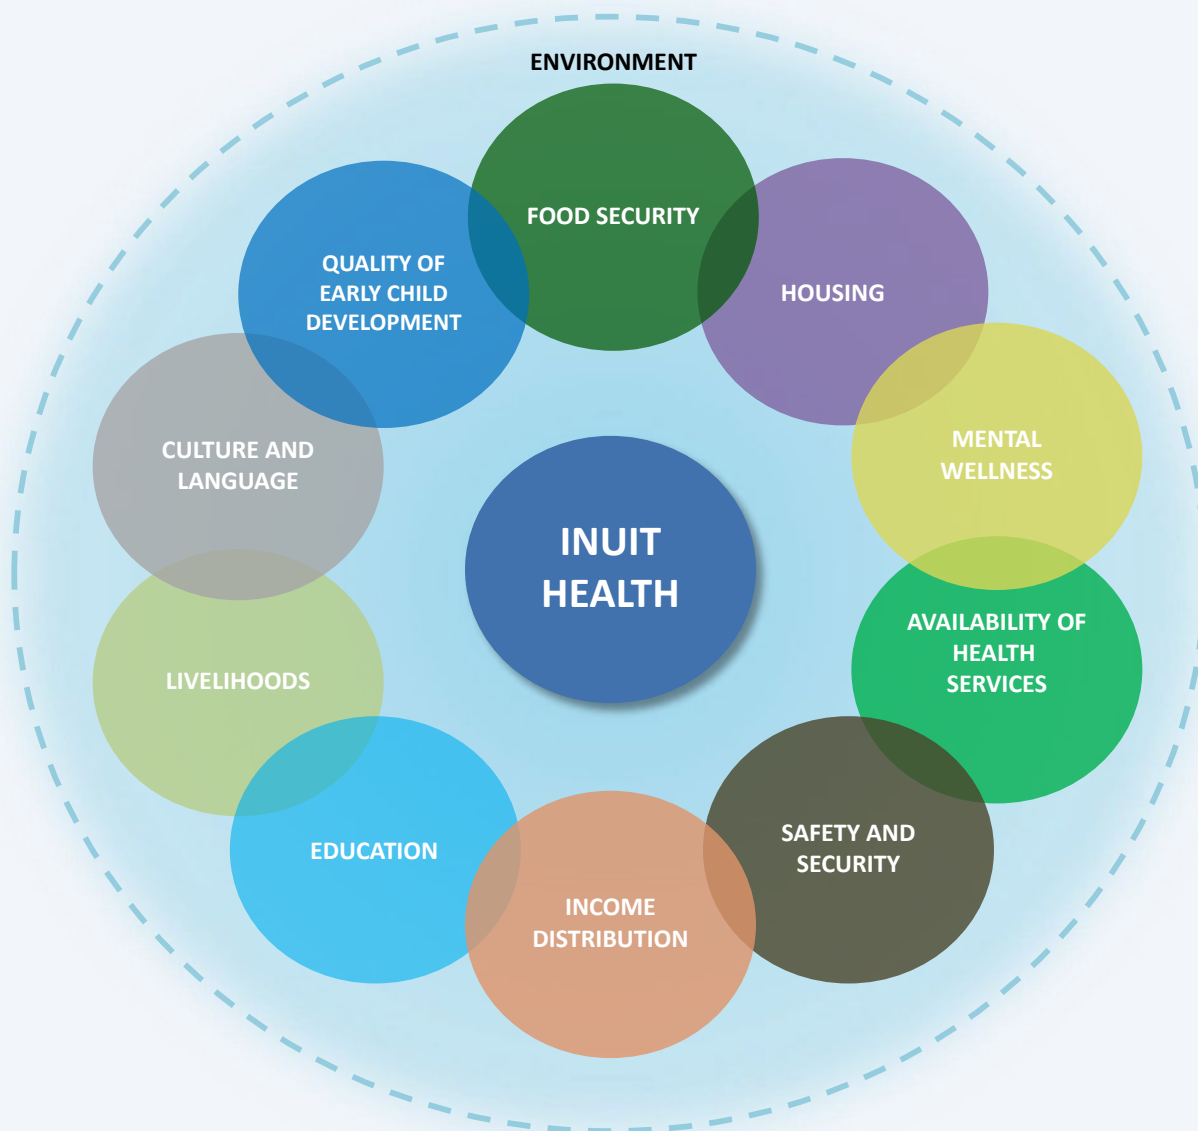 ENVIRONMENT
FOOD SECURITY
HOUSING
MENTAL
WELLNESS
AVAILABILITY OF
HEALTH
SERVICES
SAFETY AND
SECURITY
INCOME
DISTRIBUTION
EDUCATION
LIVELIHOODS
CULTURE AND
LANGUAGE
QUALITY OF
EARLY CHILD
DEVELOPMENT
INUIT
HEALTH